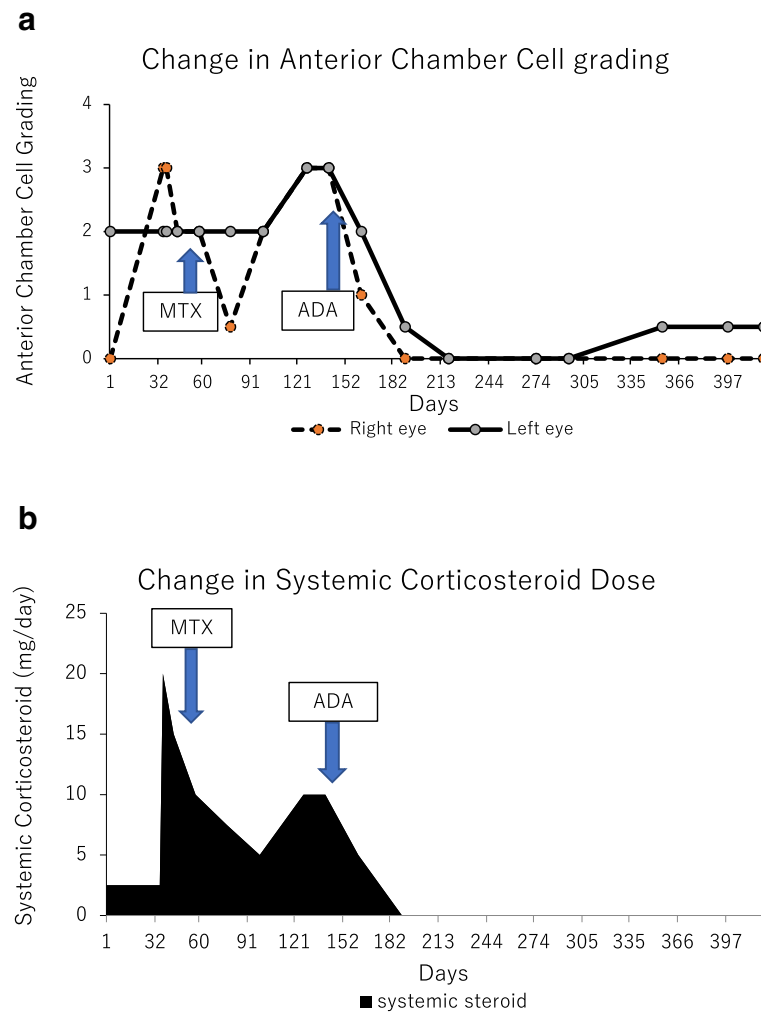 a
Change in Anterior Chamber Cell grading
Anterior Chamber Cell Grading
4
3
2
1
0
MTX
ADA
1 32 60 91 121 152 182 213 244 274 305 335 366 397
Days
Right eye Left eye
b
Change in Systemic Corticosteroid Dose
Systemic Corticosteroid (mg/day)
25
20
15
10
5
0
MTX
ADA
1 32 60 91 121 152 182 213 244 274 305 335 366 397
Days
systemic steroid